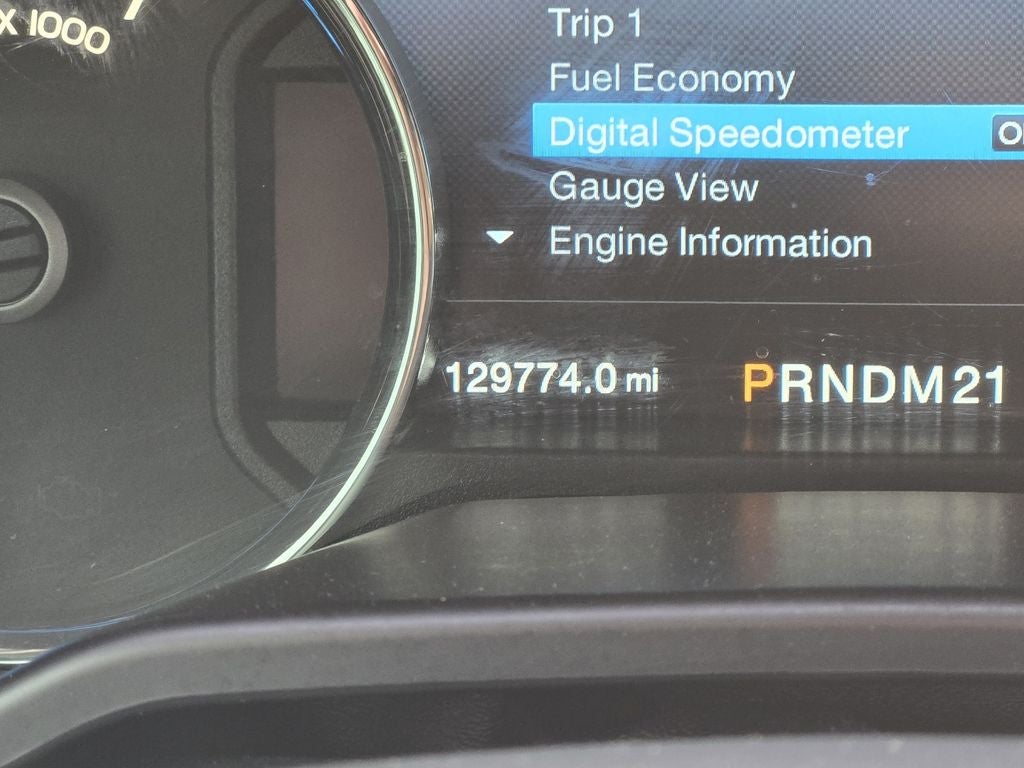 X 1000
Trip 1
Fuel Economy
Digital Speedometer
Gauge View
Engine Information
129774.0 mi
PRNDM21